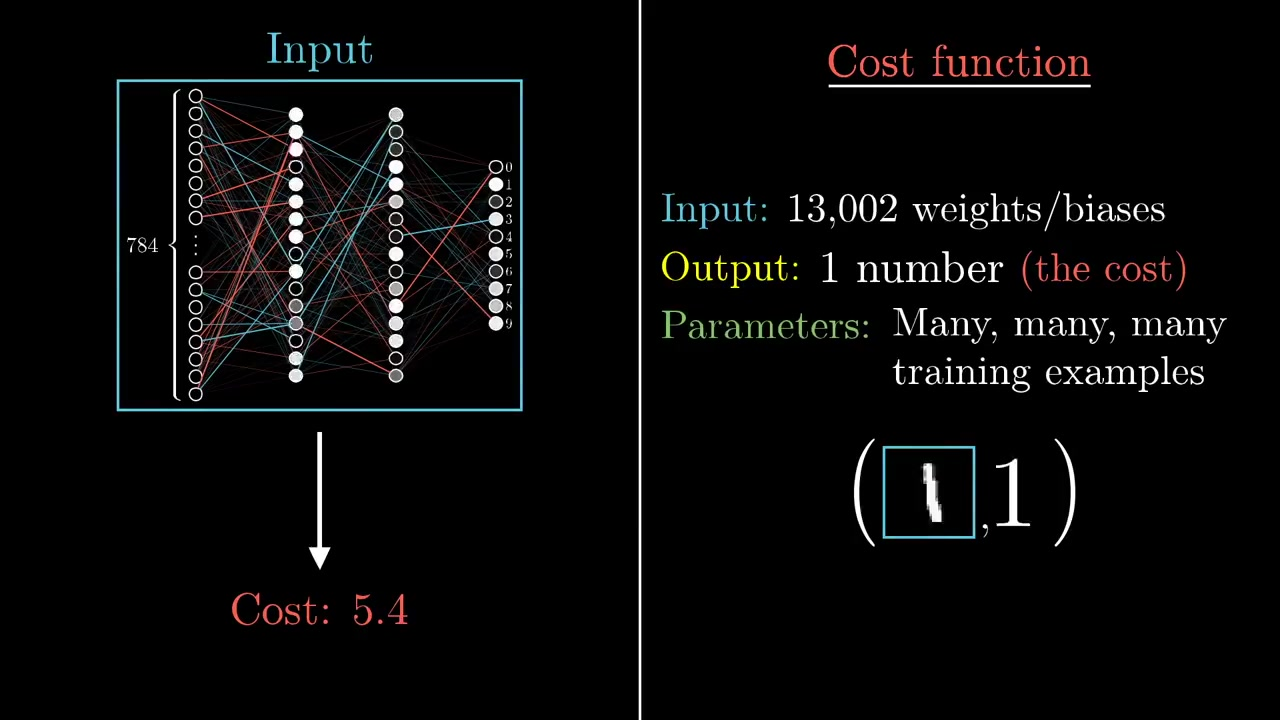 Input
784
0
1
2
3
4
5
6
7
8
9
Cost: 5.4
Cost function
Input: 13,002 weights/biases
Output: 1 number (the cost)
Parameters: Many, many, many
training examples
( 1 , 1 )